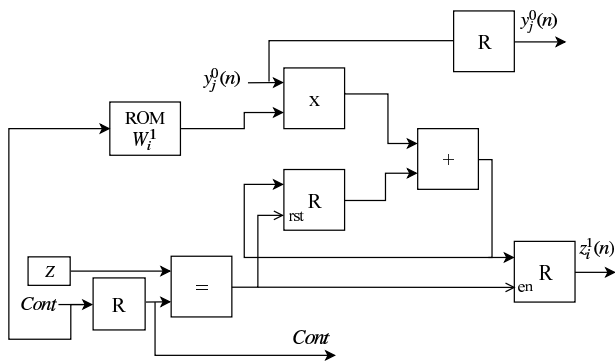 y_j^0(n)
R
y_j^0(n)
x
ROM
W_i^1
+
R
rst
z_i^1(n)
Z
R
=
en
Cont
R
Cont